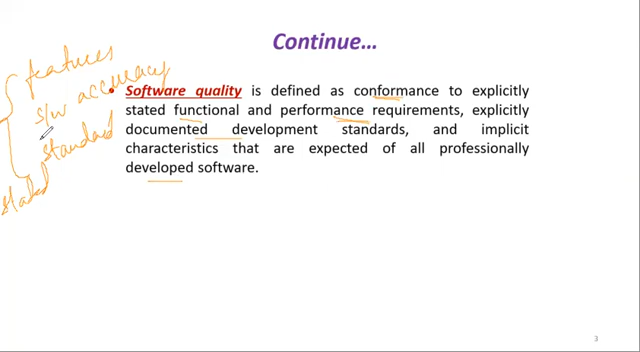 Continue...
features
s/w accuracy
standard
stated
Software quality is defined as conformance to explicitly
stated functional and performance requirements, explicitly
documented development standards, and implicit
characteristics that are expected of all professionally
developed software.
3